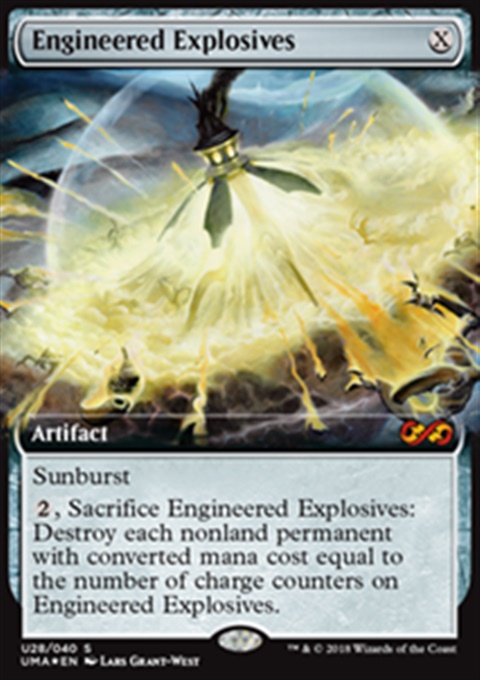 Engineered Explosives X
Artifact
Sunburst
2, Sacrifice Engineered Explosives:
Destroy each nonland permanent
with converted mana cost equal to
the number of charge counters on
Engineered Explosives.
U28/040 S
™ & © 2018 Wizards of the Coast
UMA★EN Lars Grant-West